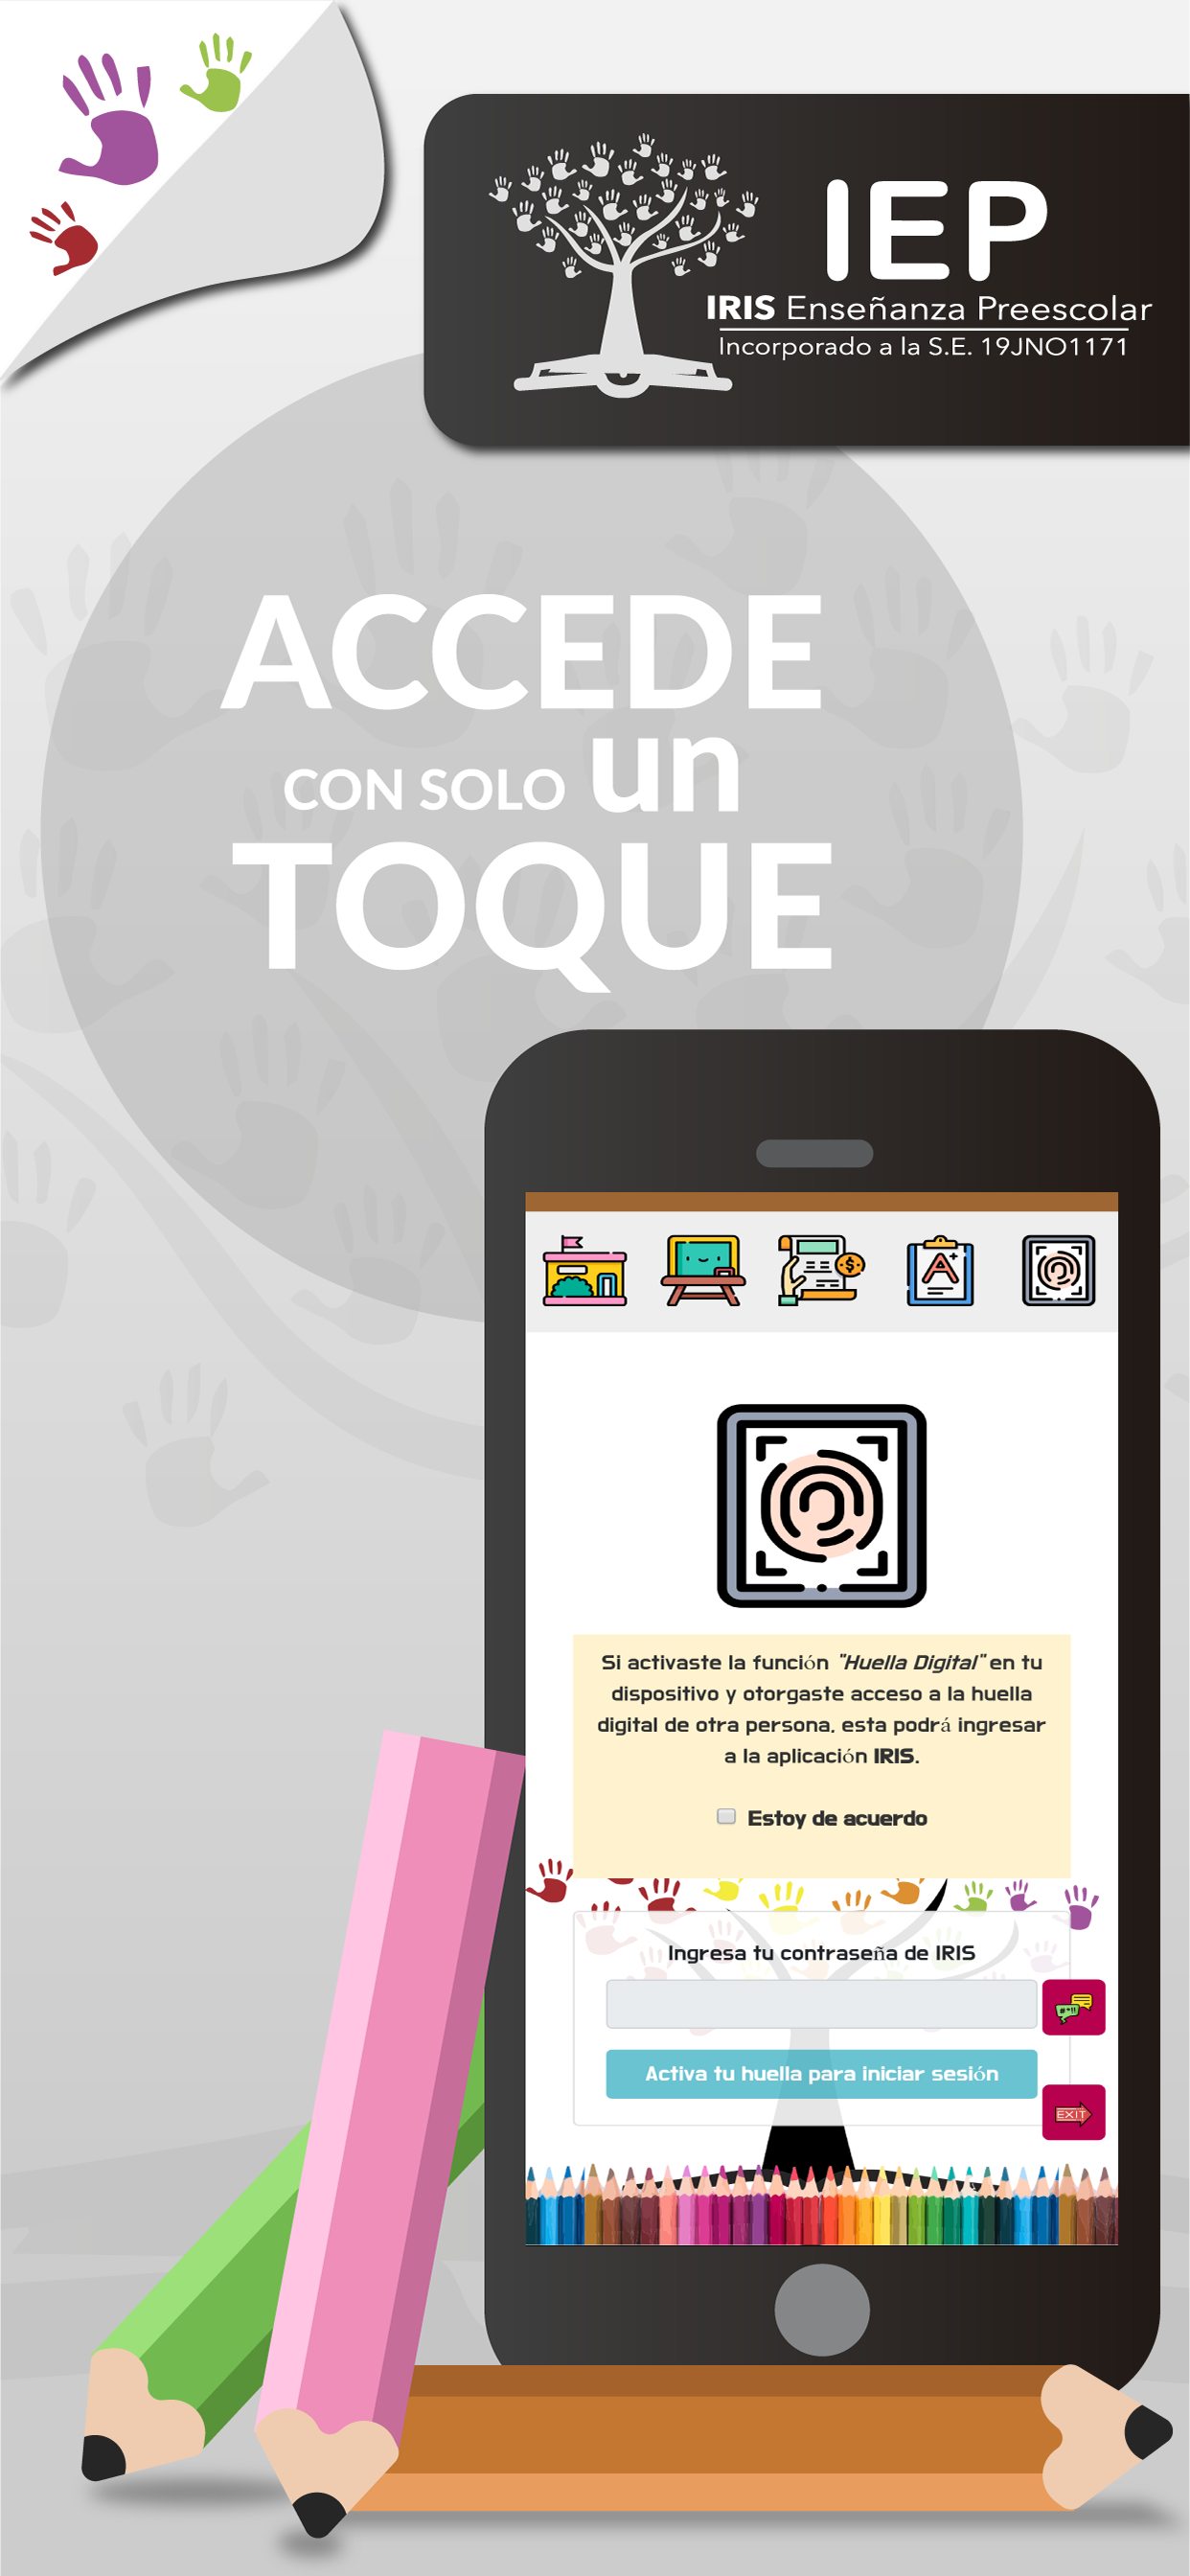 IEP
IRIS Enseñanza Preescolar
Incorporado a la S.E. 19JNO1171
ACCEDE
CON SOLO un
TOQUE
Si activaste la función "Huella Digital" en tu
dispositivo y otorgaste acceso a la huella
digital de otra persona, esta podrá ingresar
a la aplicación IRIS.
Estoy de acuerdo
Ingresa tu contraseña de IRIS
Activa tu huella para iniciar sesión
EXIT